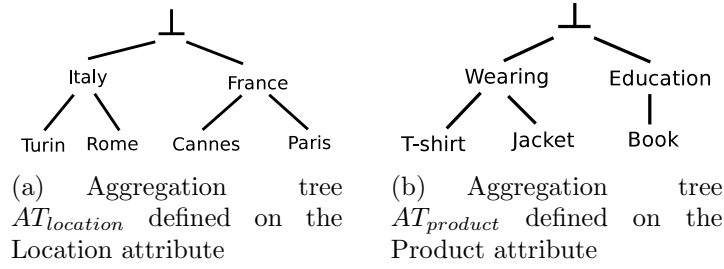 Italy France
Turin Rome Cannes Paris
(a) Aggregation tree
AT_location defined on the
Location attribute
Wearing Education
T-shirt Jacket Book
(b) Aggregation tree
AT_product defined on the
Product attribute